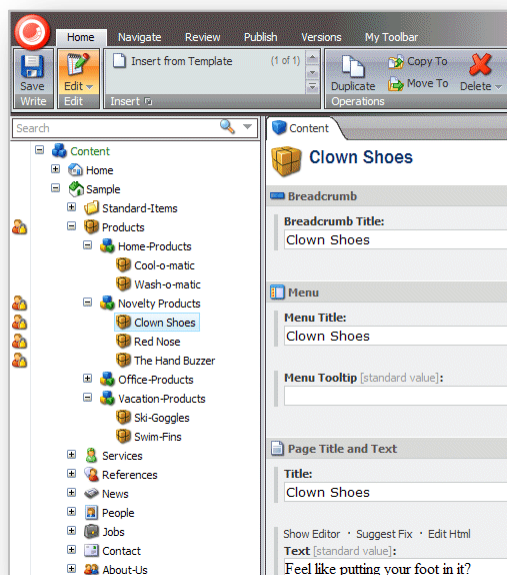 Home Navigate Review Publish Versions My Toolbar
Save Edit Insert from Template (1 of 1) Duplicate Copy To Move To Delete
Write Edit Insert Operations
Search
Content
Home
Sample
Standard-Items
Products
Home-Products
Cool-o-matic
Wash-o-matic
Novelty Products
Clown Shoes
Red Nose
The Hand Buzzer
Office-Products
Vacation-Products
Ski-Goggles
Swim-Fins
Services
References
News
People
Jobs
Contact
About-Us
Content
Clown Shoes
Breadcrumb
Breadcrumb Title:
Clown Shoes
Menu
Menu Title:
Clown Shoes
Menu Tooltip [standard value]:
Page Title and Text
Title:
Clown Shoes
Show Editor · Suggest Fix · Edit Html
Text [standard value]:
Feel like putting your foot in it?